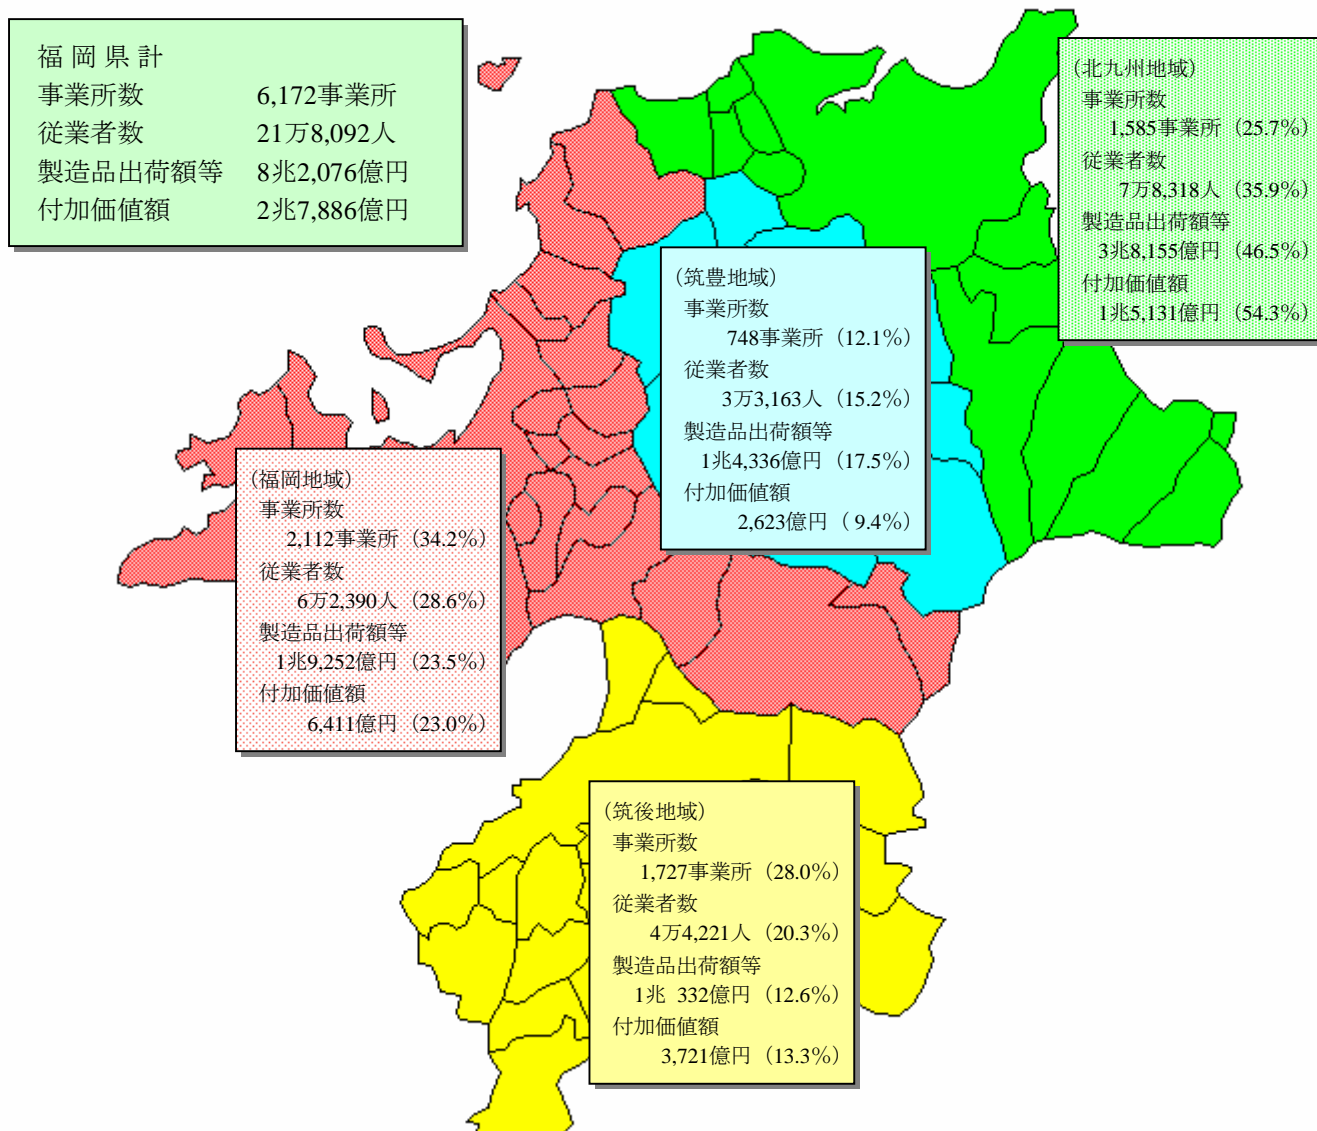 福岡県計
事業所数 6,172事業所
従業者数 21万8,092人
製造品出荷額等 8兆2,076億円
付加価値額 2兆7,886億円
(北九州地域)
事業所数
1,585事業所 (25.7%)
従業者数
7万8,318人 (35.9%)
製造品出荷額等
3兆8,155億円 (46.5%)
付加価値額
1兆5,131億円 (54.3%)
(筑豊地域)
事業所数
748事業所 (12.1%)
従業者数
3万3,163人 (15.2%)
製造品出荷額等
1兆4,336億円 (17.5%)
付加価値額
2,623億円 ( 9.4%)
(福岡地域)
事業所数
2,112事業所 (34.2%)
従業者数
6万2,390人 (28.6%)
製造品出荷額等
1兆9,252億円 (23.5%)
付加価値額
6,411億円 (23.0%)
(筑後地域)
事業所数
1,727事業所 (28.0%)
従業者数
4万4,221人 (20.3%)
製造品出荷額等
1兆 332億円 (12.6%)
付加価値額
3,721億円 (13.3%)